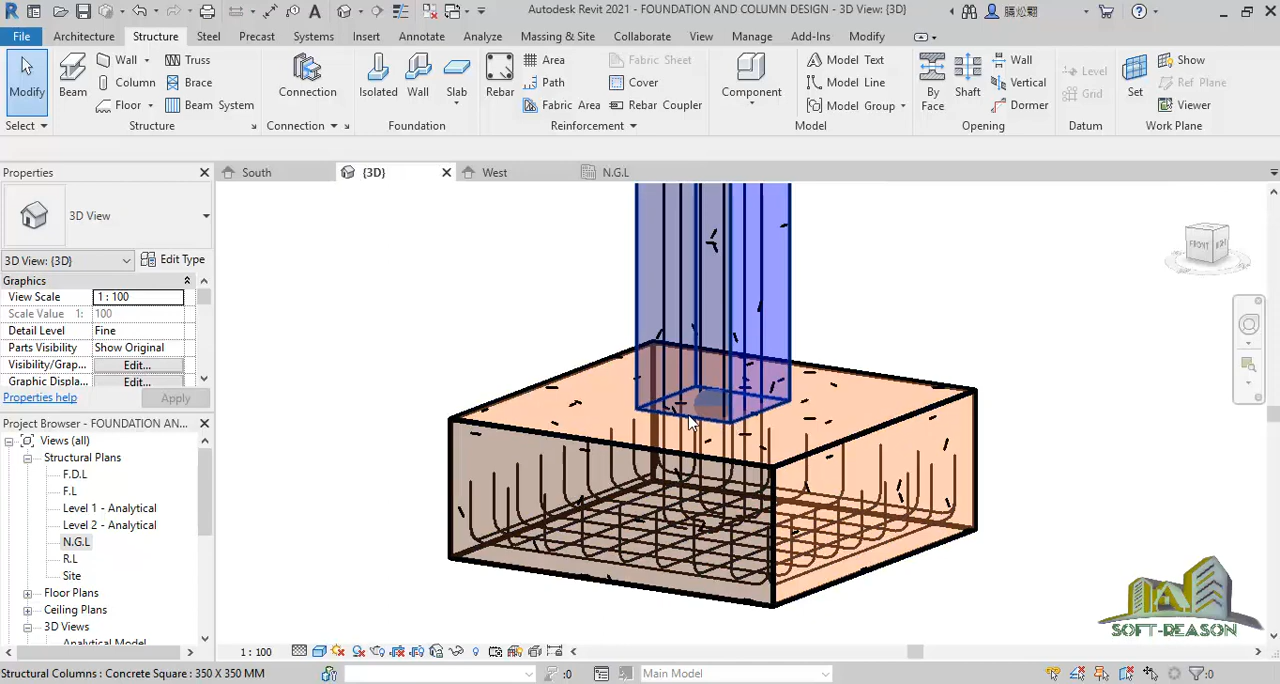 Autodesk Revit 2021 - FOUNDATION AND COLUMN DESIGN - 3D View: {3D}
File Architecture Structure Steel Precast Systems Insert Annotate Analyze Massing & Site Collaborate View Manage Add-Ins Modify
Modify
Select
Beam
Wall
Column
Floor
Truss
Brace
Beam System
Structure
Connection
Connection
Isolated
Wall
Slab
Foundation
Rebar
Area
Path
Fabric Area
Fabric Sheet
Cover
Rebar Coupler
Reinforcement
Component
Model Text
Model Line
Model Group
Model
By Face
Shaft
Wall
Vertical
Dormer
Opening
Level
Grid
Datum
Set
Show
Ref Plane
Viewer
Work Plane
Properties
South {3D} West N.G.L
3D View
3D View: {3D} Edit Type
Graphics
View Scale 1 : 100
Scale Value 1: 100
Detail Level Fine
Parts Visibility Show Original
Visibility/Grap... Edit...
Graphic Displa... Edit...
Properties help Apply
Project Browser - FOUNDATION AN...
Views (all)
Structural Plans
F.D.L
F.L
Level 1 - Analytical
Level 2 - Analytical
N.G.L
R.L
Site
Floor Plans
Ceiling Plans
3D Views
Analytical Model
FRONT
SOFT-REASON
1 : 100
Structural Columns : Concrete Square : 350 X 350 MM
:0
Main Model
:0